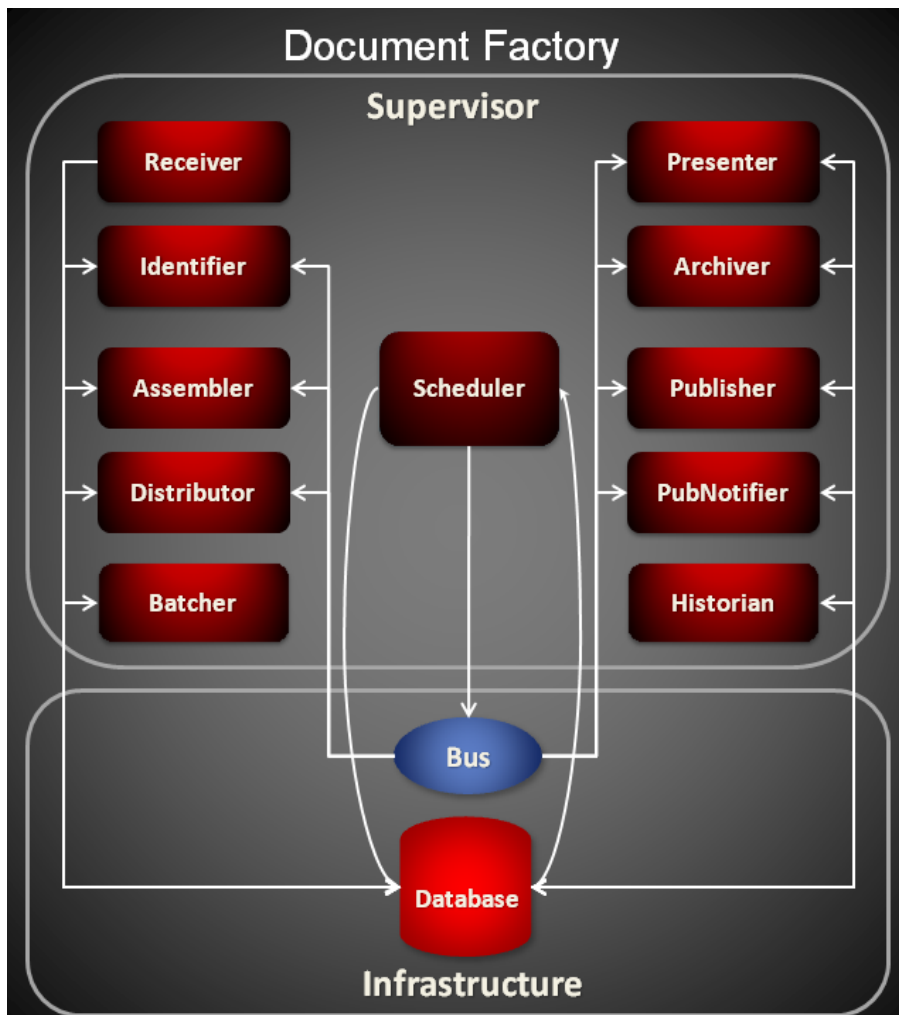 Document Factory
Supervisor
Receiver
Presenter
Identifier
Archiver
Assembler
Scheduler
Publisher
Distributor
PubNotifier
Batcher
Historian
Bus
Database
Infrastructure